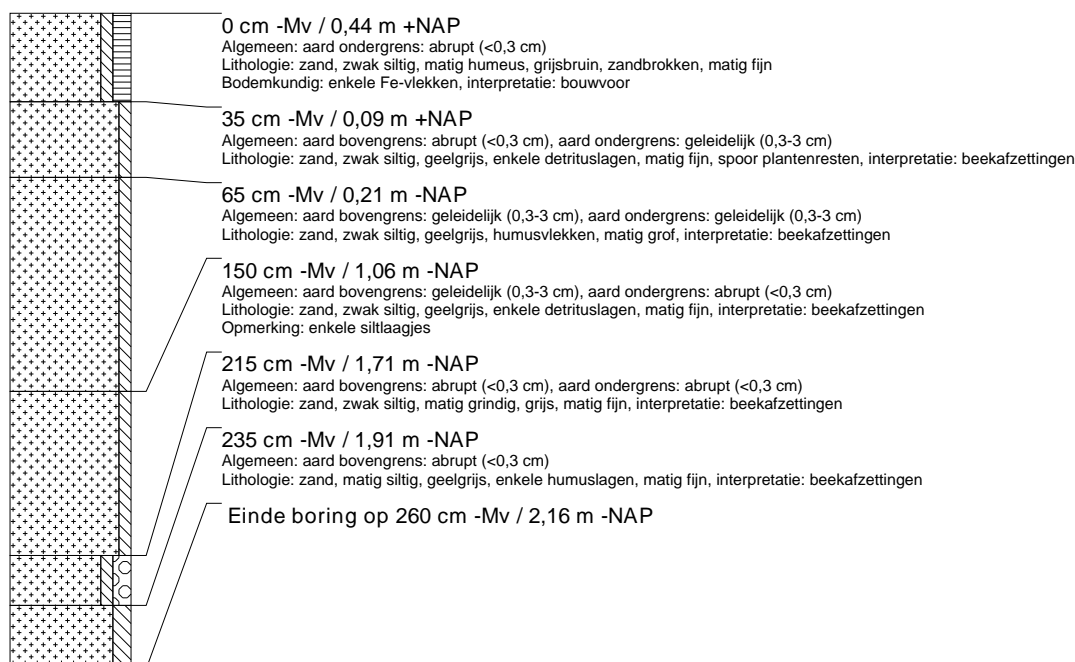 0 cm -Mv / 0,44 m +NAP
Algemeen: aard ondergrens: abrupt (<0,3 cm)
Lithologie: zand, zwak siltig, matig humeus, grijsbruin, zandbrokken, matig fijn
Bodemkundig: enkele Fe-vlekken, interpretatie: bouwvoor
35 cm -Mv / 0,09 m +NAP
Algemeen: aard bovengrens: abrupt (<0,3 cm), aard ondergrens: geleidelijk (0,3-3 cm)
Lithologie: zand, zwak siltig, geelgrijs, enkele detrituslagen, matig fijn, spoor plantenresten, interpretatie: beekafzettingen
65 cm -Mv / 0,21 m -NAP
Algemeen: aard bovengrens: geleidelijk (0,3-3 cm), aard ondergrens: geleidelijk (0,3-3 cm)
Lithologie: zand, zwak siltig, geelgrijs, humusvlekken, matig grof, interpretatie: beekafzettingen
150 cm -Mv / 1,06 m -NAP
Algemeen: aard bovengrens: geleidelijk (0,3-3 cm), aard ondergrens: abrupt (<0,3 cm)
Lithologie: zand, zwak siltig, geelgrijs, enkele detrituslagen, matig fijn, interpretatie: beekafzettingen
Opmerking: enkele siltlaagjes
215 cm -Mv / 1,71 m -NAP
Algemeen: aard bovengrens: abrupt (<0,3 cm), aard ondergrens: abrupt (<0,3 cm)
Lithologie: zand, zwak siltig, matig grindig, grijs, matig fijn, interpretatie: beekafzettingen
235 cm -Mv / 1,91 m -NAP
Algemeen: aard bovengrens: abrupt (<0,3 cm)
Lithologie: zand, matig siltig, geelgrijs, enkele humuslagen, matig fijn, interpretatie: beekafzettingen
Einde boring op 260 cm -Mv / 2,16 m -NAP